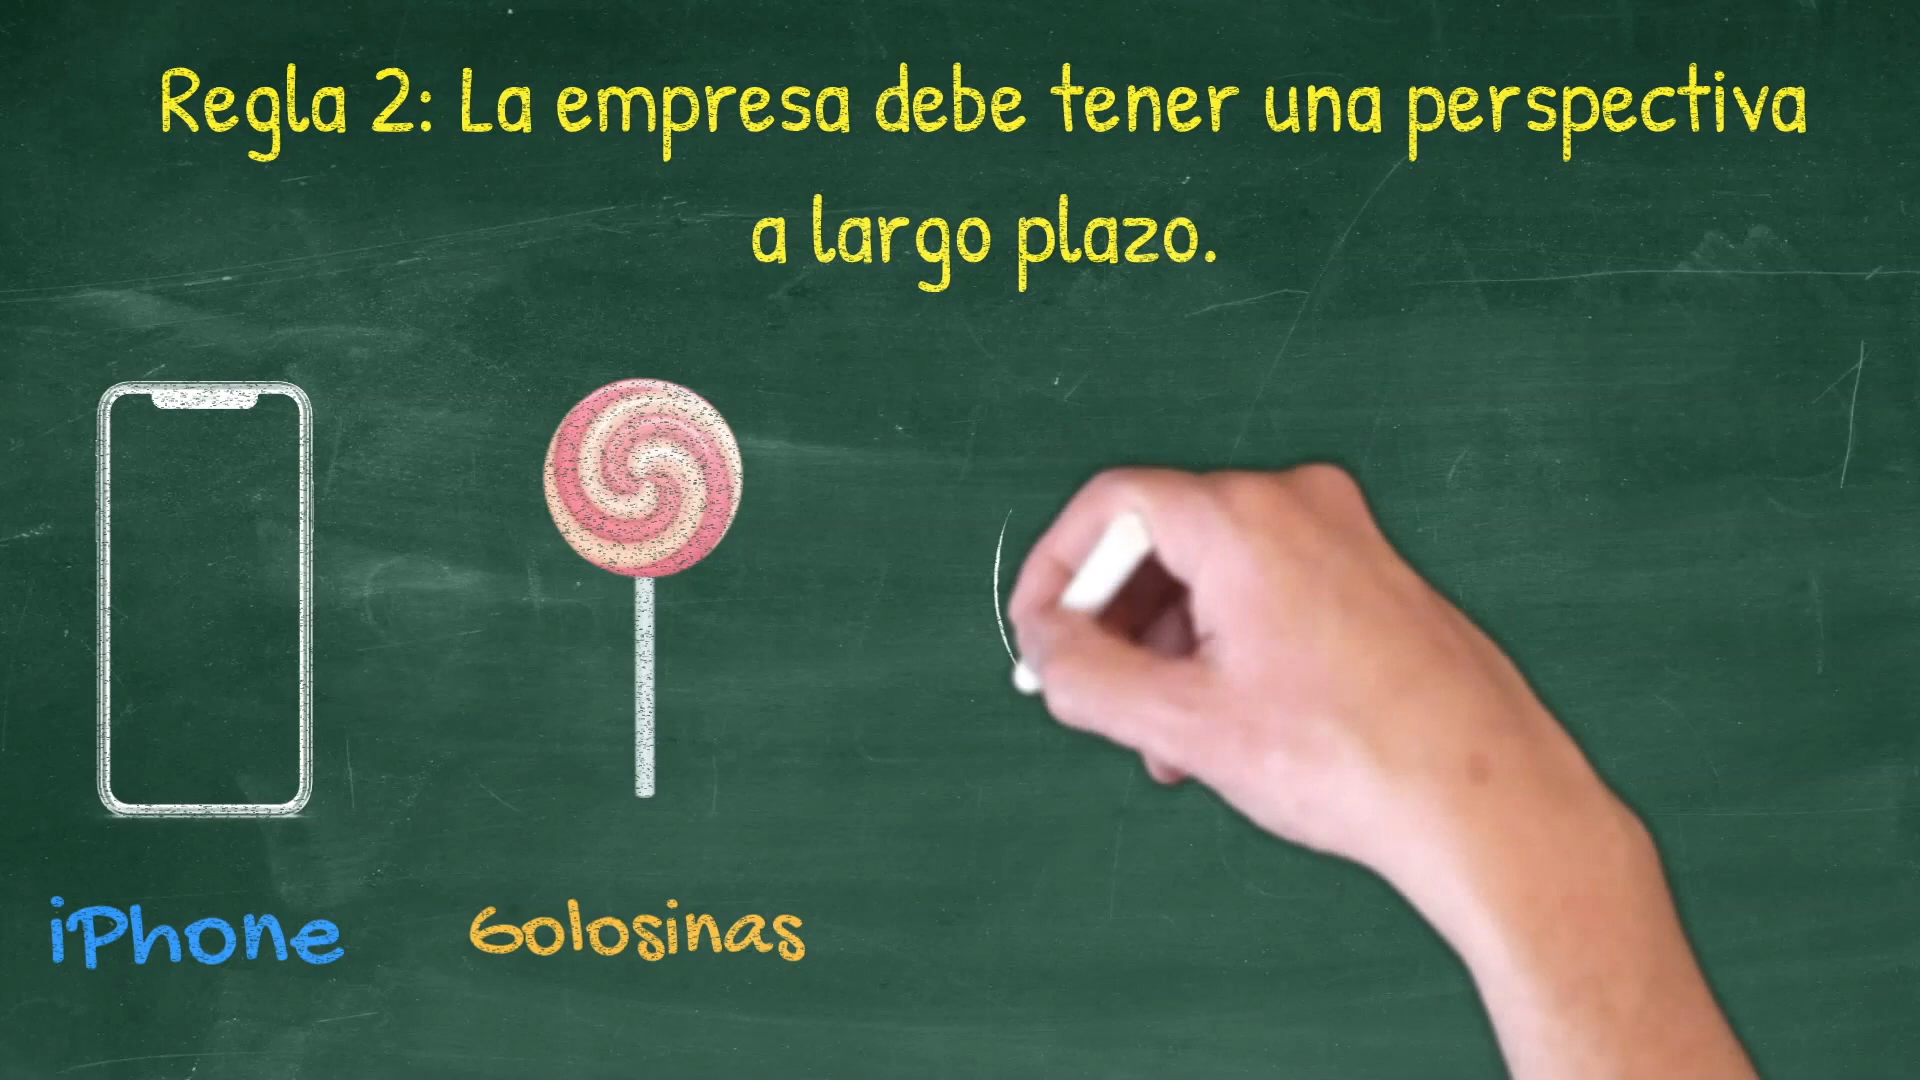 Regla 2: La empresa debe tener una perspectiva
a largo plazo.
iPhone
Golosinas